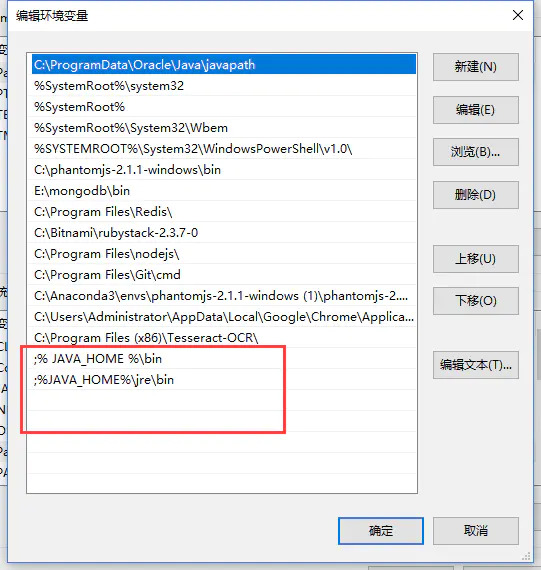 编辑环境变量
C:\ProgramData\Oracle\Java\javapath
%SystemRoot%\system32
%SystemRoot%
%SystemRoot%\System32\Wbem
%SYSTEMROOT%\System32\WindowsPowerShell\v1.0\
C:\phantomjs-2.1.1-windows\bin
E:\mongodb\bin
C:\Program Files\Redis\
C:\Bitnami\rubystack-2.3.7-0
C:\Program Files\nodejs\
C:\Program Files\Git\cmd
C:\Anaconda3\envs\phantomjs-2.1.1-windows (1)\phantomjs-2....
C:\Users\Administrator\AppData\Local\Google\Chrome\Applica...
C:\Program Files (x86)\Tesseract-OCR\
;% JAVA_HOME %\bin
;%JAVA_HOME%\jre\bin
新建(N)
编辑(E)
浏览(B)...
删除(D)
上移(U)
下移(O)
编辑文本(T)...
确定
取消